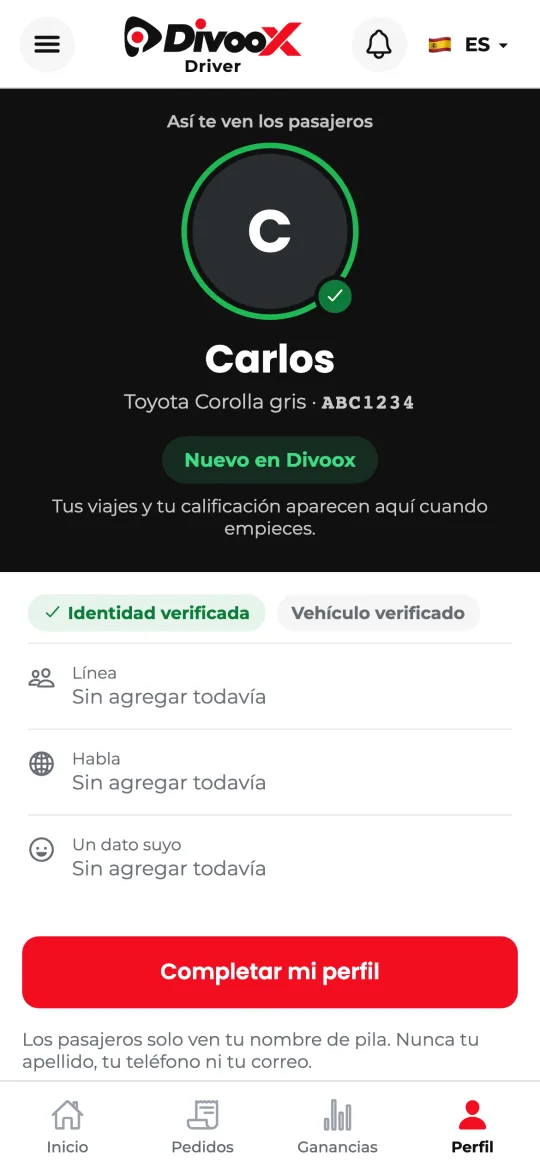 DivooX
Driver
ES
Así te ven los pasajeros
C
Carlos
Toyota Corolla gris · ABC1234
Nuevo en Divoox
Tus viajes y tu calificación aparecen aquí cuando
empieces.
Identidad verificada
Vehículo verificado
Línea
Sin agregar todavía
Habla
Sin agregar todavía
Un dato suyo
Sin agregar todavía
Completar mi perfil
Los pasajeros solo ven tu nombre de pila. Nunca tu
apellido, tu teléfono ni tu correo.
Inicio
Pedidos
Ganancias
Perfil